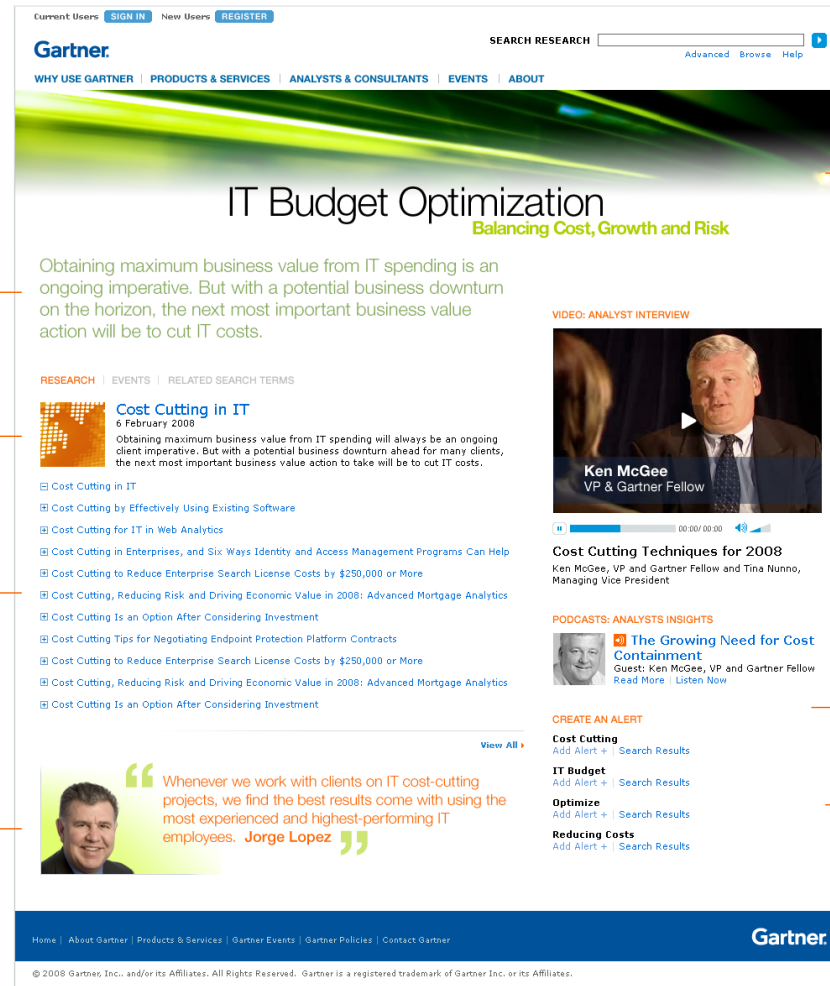 Current Users SIGN IN New Users REGISTER
Gartner.
SEARCH RESEARCH
Advanced Browse Help
WHY USE GARTNER | PRODUCTS & SERVICES | ANALYSTS & CONSULTANTS | EVENTS | ABOUT
IT Budget Optimization
Balancing Cost, Growth and Risk
Obtaining maximum business value from IT spending is an
ongoing imperative. But with a potential business downturn
on the horizon, the next most important business value
action will be to cut IT costs.
RESEARCH | EVENTS | RELATED SEARCH TERMS
Cost Cutting in IT
6 February 2008
Obtaining maximum business value from IT spending will always be an ongoing
client imperative. But with a potential business downturn ahead for many clients,
the next most important business value action to take will be to cut IT costs.
Cost Cutting in IT
Cost Cutting by Effectively Using Existing Software
Cost Cutting for IT in Web Analytics
Cost Cutting in Enterprises, and Six Ways Identity and Access Management Programs Can Help
Cost Cutting to Reduce Enterprise Search License Costs by $250,000 or More
Cost Cutting, Reducing Risk and Driving Economic Value in 2008: Advanced Mortgage Analytics
Cost Cutting Is an Option After Considering Investment
Cost Cutting Tips for Negotiating Endpoint Protection Platform Contracts
Cost Cutting to Reduce Enterprise Search License Costs by $250,000 or More
Cost Cutting, Reducing Risk and Driving Economic Value in 2008: Advanced Mortgage Analytics
Cost Cutting Is an Option After Considering Investment
View All
“ Whenever we work with clients on IT cost-cutting
projects, we find the best results come with using the
most experienced and highest-performing IT
employees. Jorge Lopez ”
VIDEO: ANALYST INTERVIEW
Ken McGee
VP & Gartner Fellow
00:00/ 00:00
Cost Cutting Techniques for 2008
Ken McGee, VP and Gartner Fellow and Tina Nunno,
Managing Vice President
PODCASTS: ANALYSTS INSIGHTS
The Growing Need for Cost
Containment
Guest: Ken McGee, VP and Gartner Fellow
Read More | Listen Now
CREATE AN ALERT
Cost Cutting
Add Alert + | Search Results
IT Budget
Add Alert + | Search Results
Optimize
Add Alert + | Search Results
Reducing Costs
Add Alert + | Search Results
Home | About Gartner | Products & Services | Gartner Events | Gartner Policies | Contact Gartner
Gartner.
© 2008 Gartner, Inc.. and/or its Affiliates. All Rights Reserved. Gartner is a registered trademark of Gartner Inc. or its Affiliates.